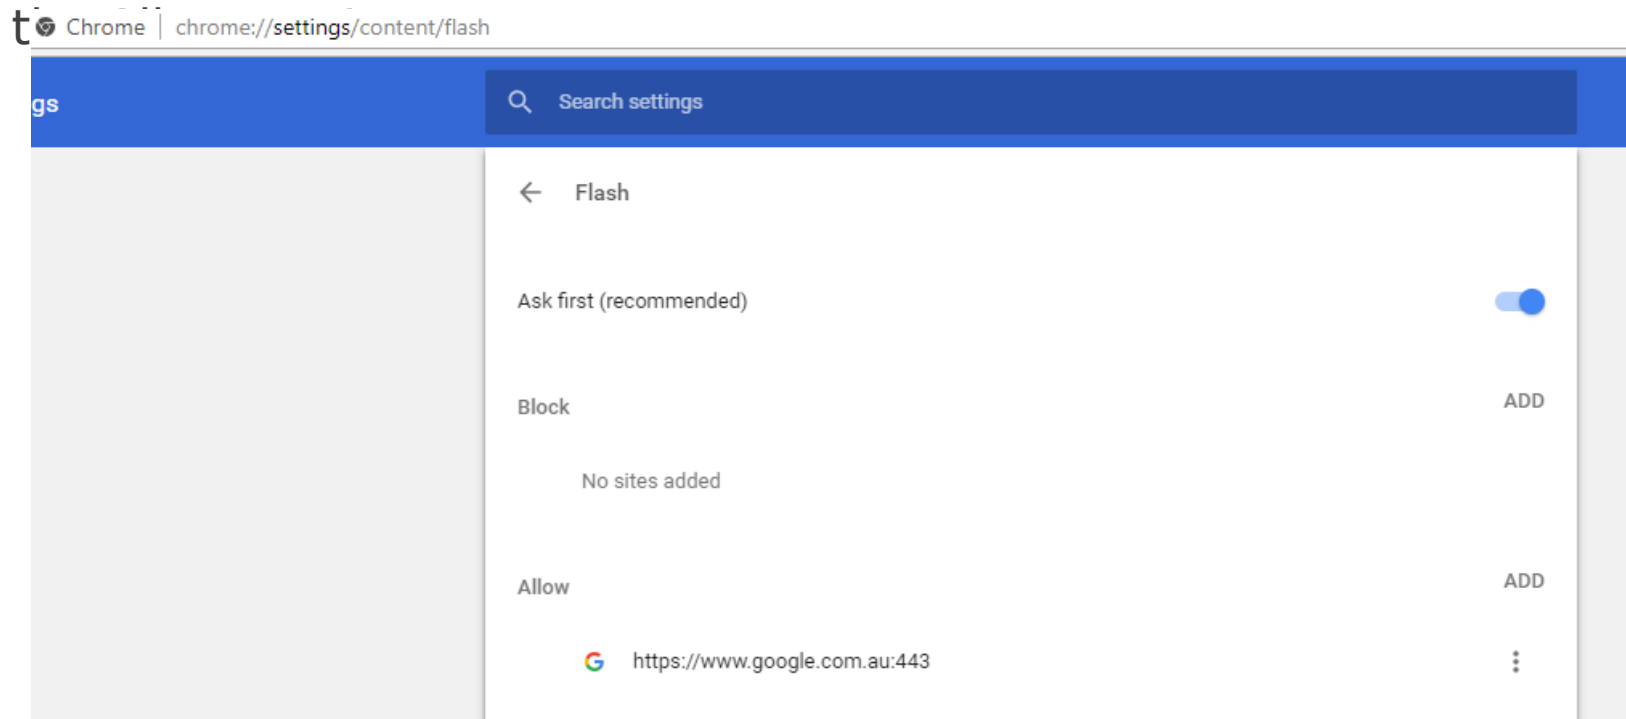 Chrome | chrome://settings/content/flash
gs
Search settings
Flash
Ask first (recommended)
Block
ADD
No sites added
Allow
ADD
https://www.google.com.au:443